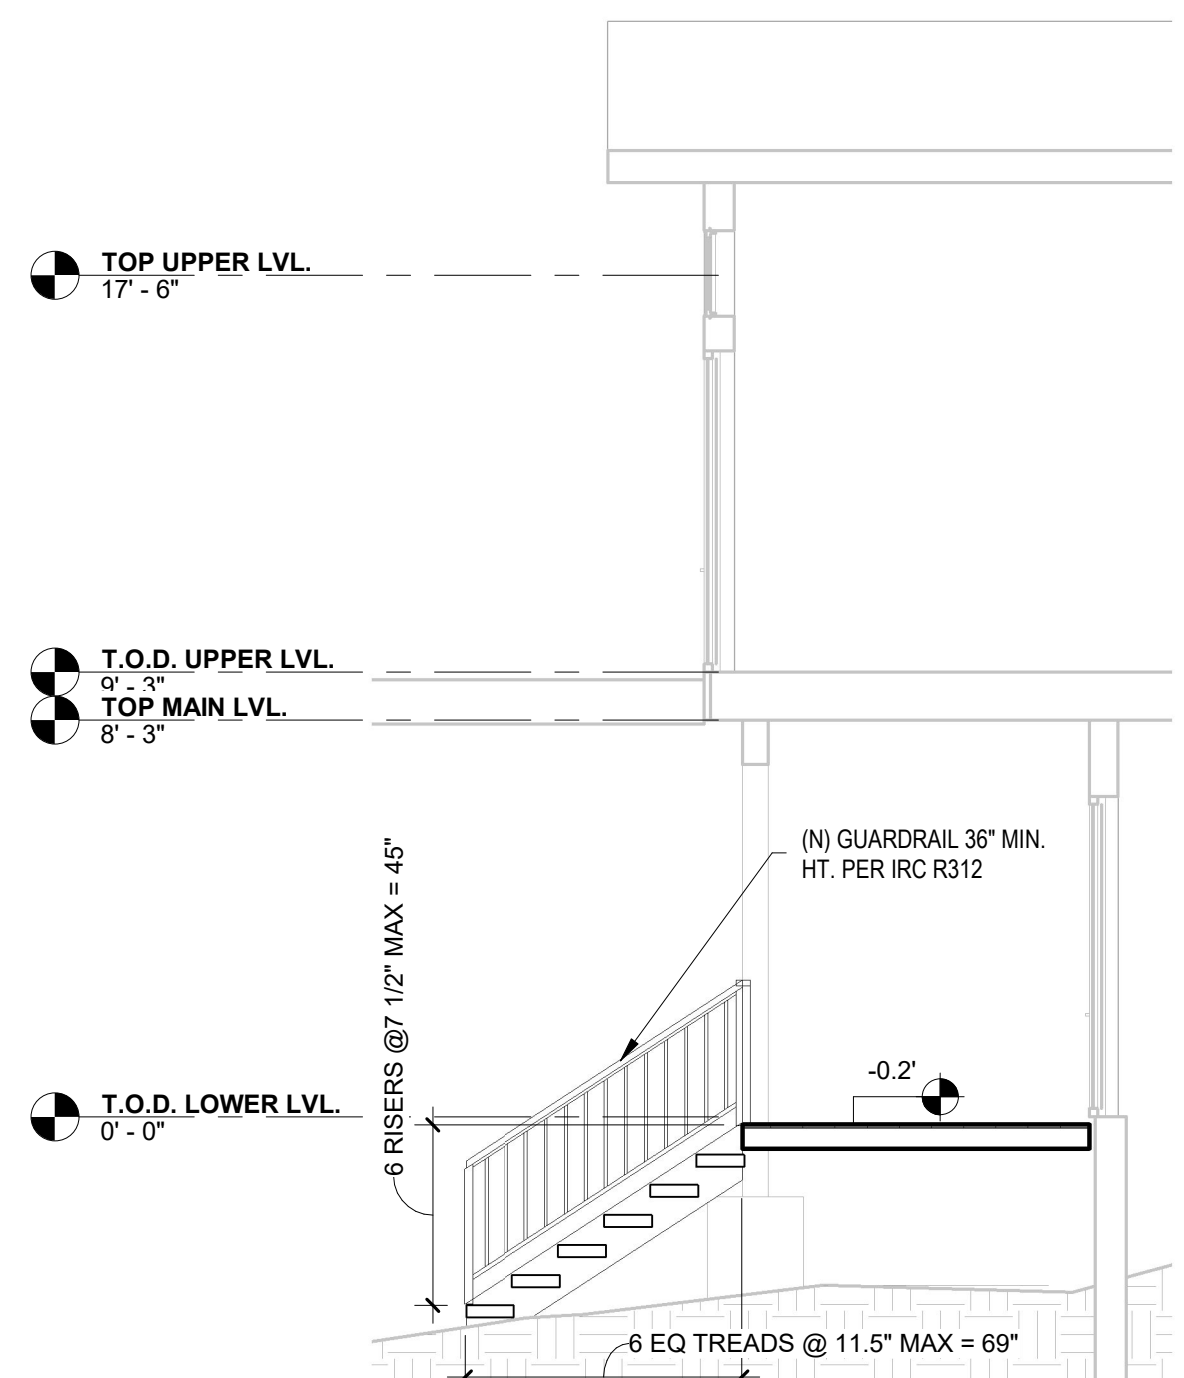 TOP UPPER LVL.
17' - 6"
T.O.D. UPPER LVL.
9' - 3"
TOP MAIN LVL.
8' - 3"
(N) GUARDRAIL 36" MIN.
HT. PER IRC R312
6 RISERS @7 1/2" MAX = 45"
-0.2'
T.O.D. LOWER LVL.
0' - 0"
6 EQ TREADS @ 11.5" MAX = 69"